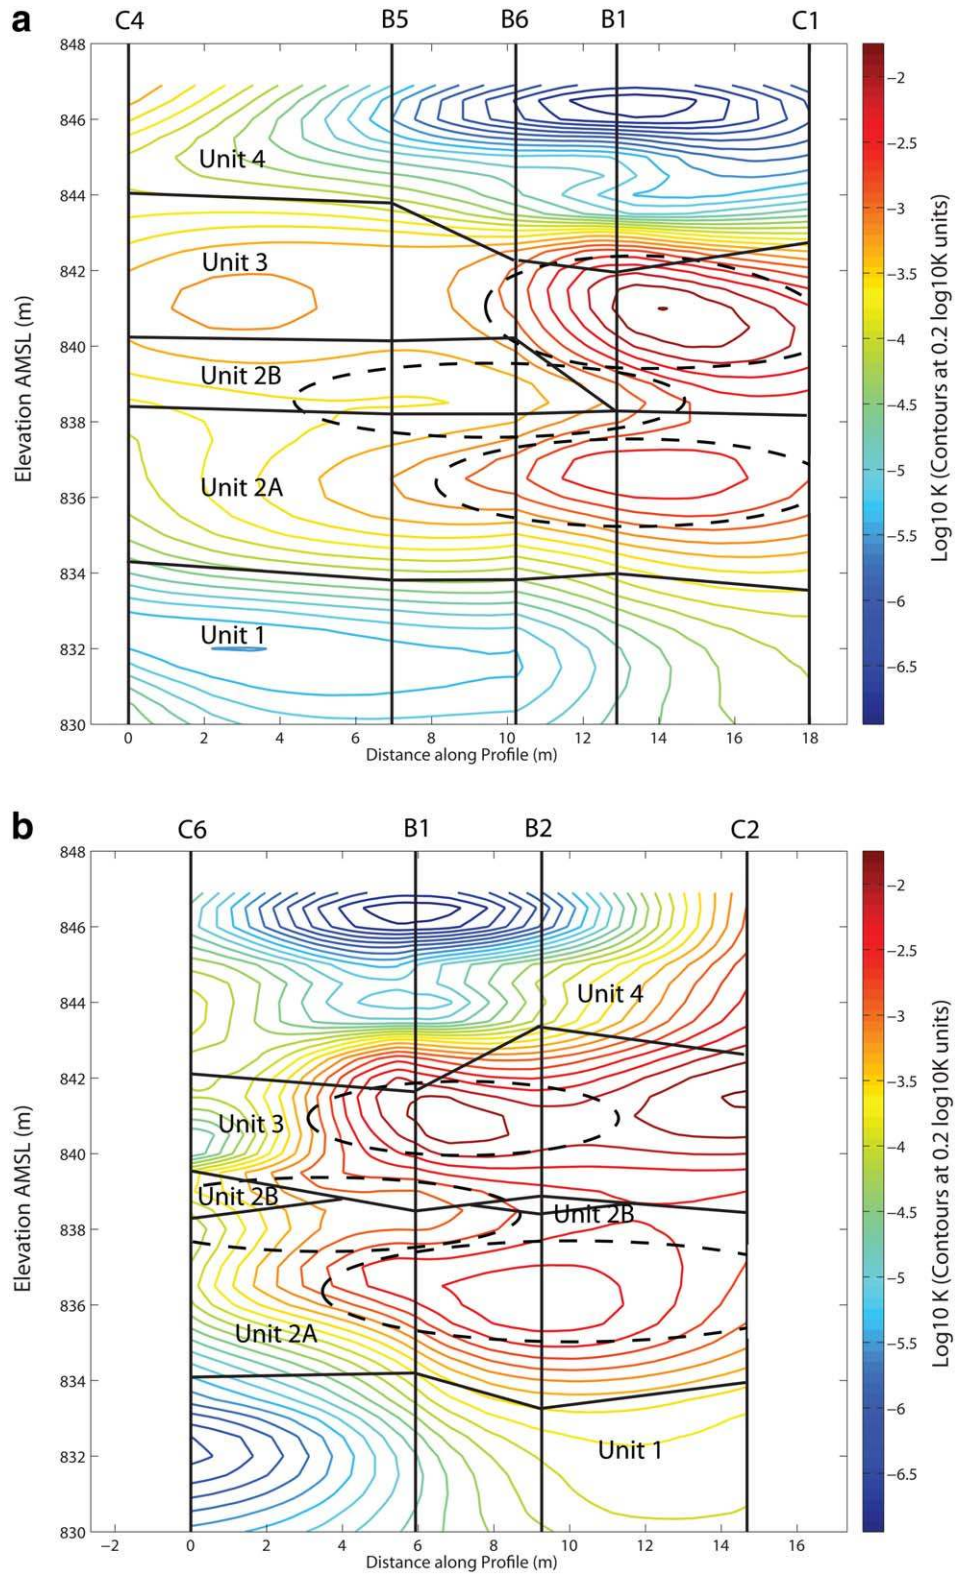 a
C4 B5 B6 B1 C1
848
846
844
842
840
838
836
834
832
830
Elevation AMSL (m)
Unit 4
Unit 3
Unit 2B
Unit 2A
Unit 1
0 2 4 6 8 10 12 14 16 18
Distance along Profile (m)
-2
-2.5
-3
-3.5
-4
-4.5
-5
-5.5
-6
-6.5
Log10 K (Contours at 0.2 log10K units)
b
C6 B1 B2 C2
848
846
844
842
840
838
836
834
832
830
Elevation AMSL (m)
Unit 4
Unit 3
Unit 2B
Unit 2B
Unit 2A
Unit 1
-2 0 2 4 6 8 10 12 14 16
Distance along Profile (m)
-2
-2.5
-3
-3.5
-4
-4.5
-5
-5.5
-6
-6.5
Log10 K (Contours at 0.2 log10K units)